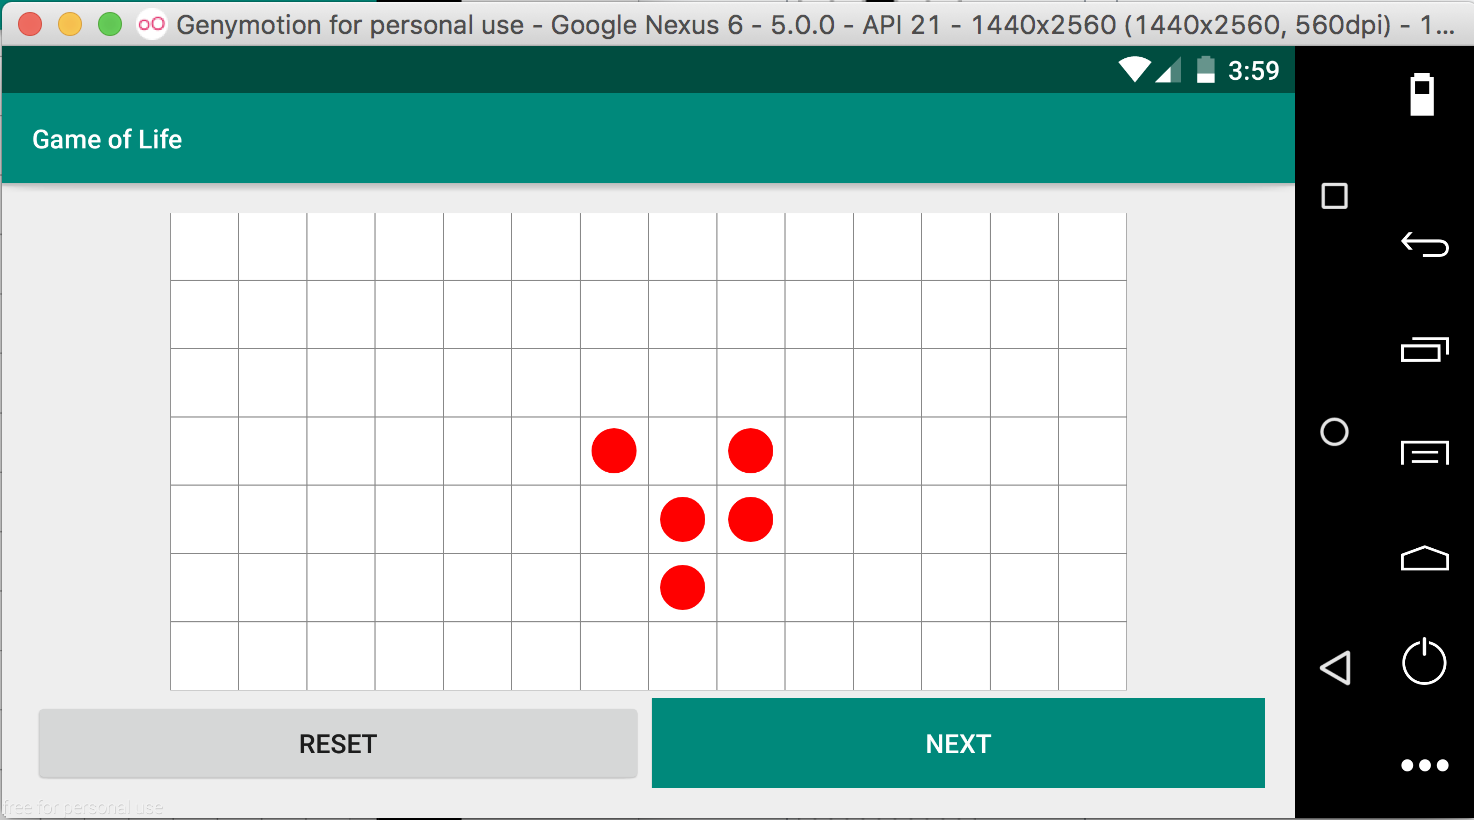 Genymotion for personal use - Google Nexus 6 - 5.0.0 - API 21 - 1440x2560 (1440x2560, 560dpi) - 1...
3:59
Game of Life
RESET
NEXT
free for personal use